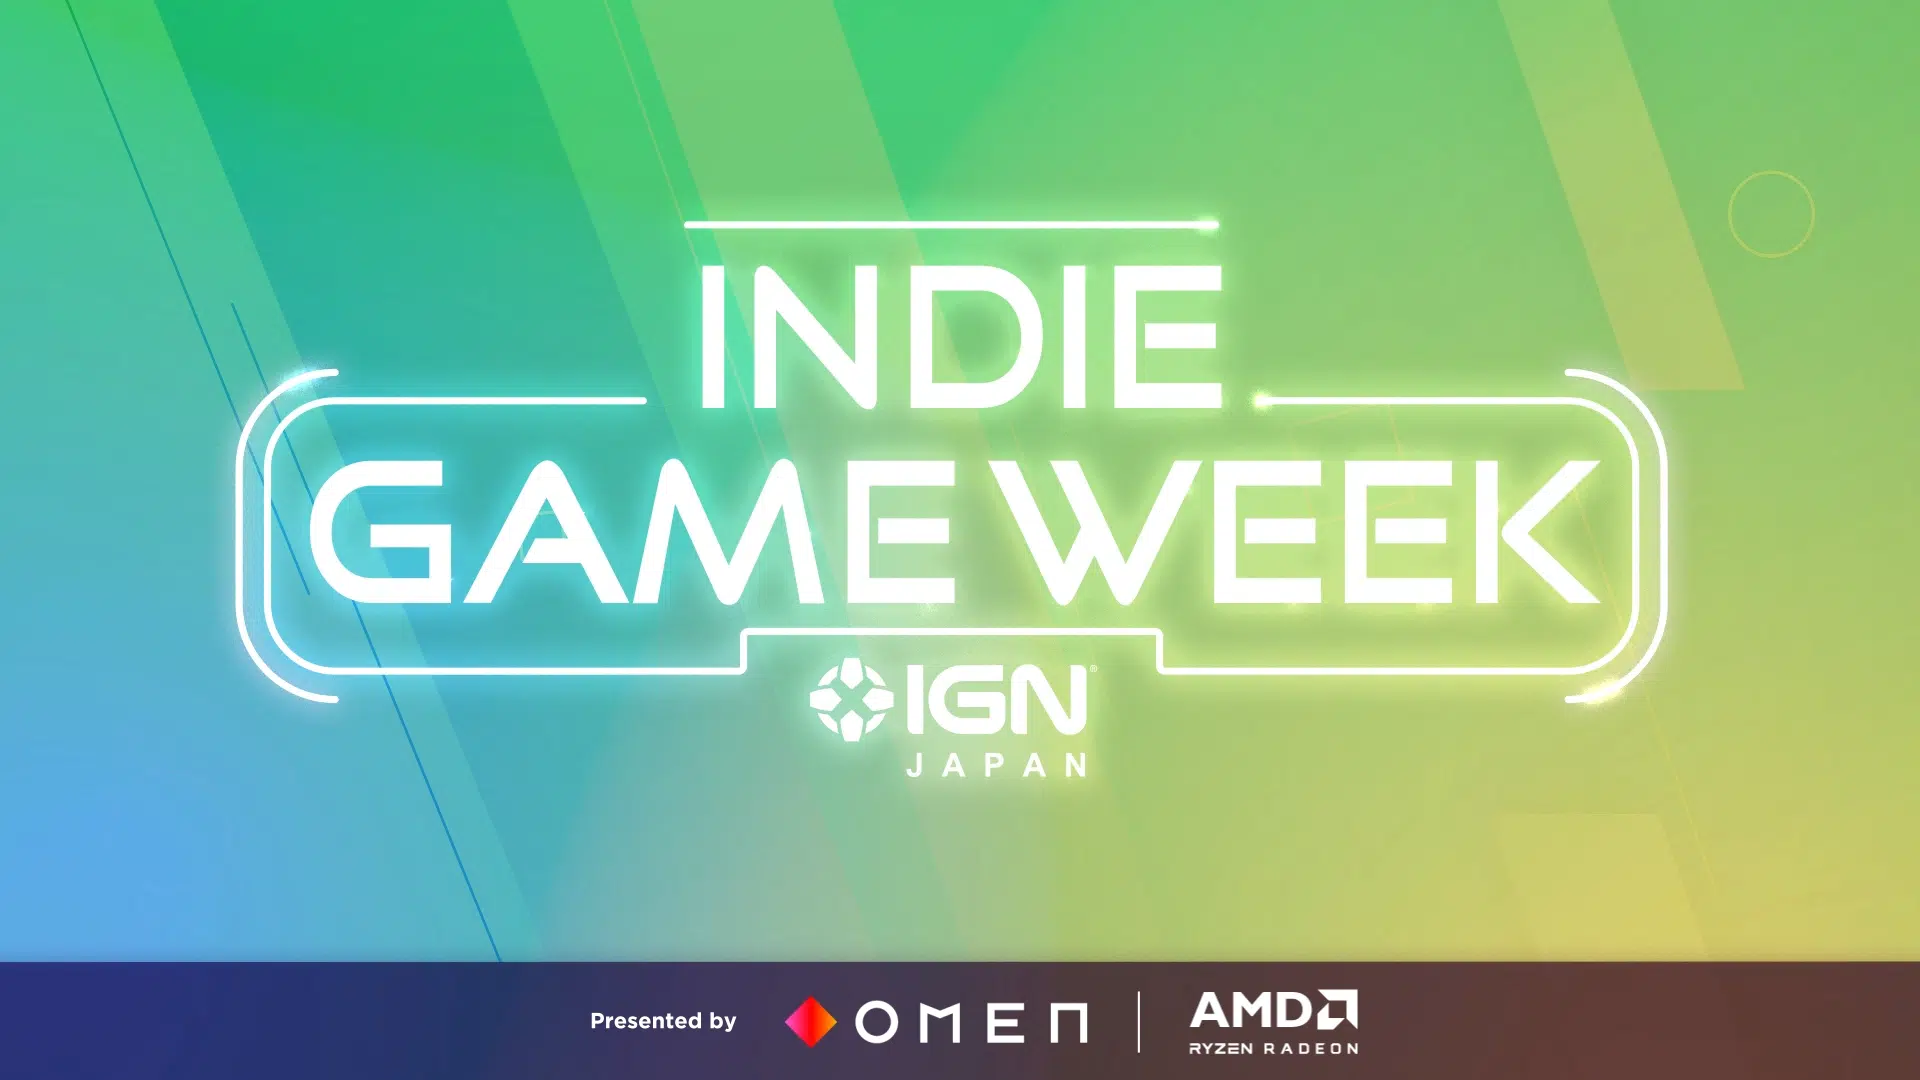 INDIE
GAME WEEK
IGN®
JAPAN
Presented by OMEN AMD
RYZEN RADEON